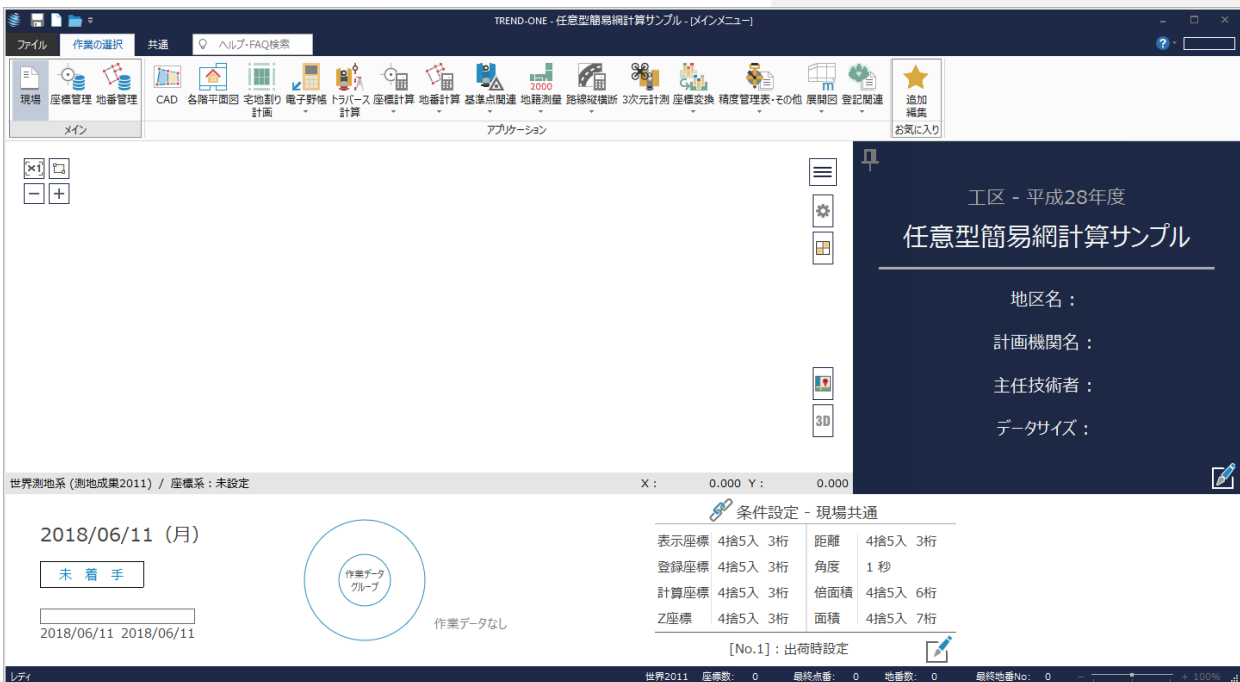 TREND-ONE - 任意型簡易網計算サンプル - [メインメニュー]
ファイル 作業の選択 共通 ヘルプ・FAQ検索
現場 座標管理 地番管理 CAD 各階平面図 宅地割り計画 電子野帳 トラバース計算 座標計算 地番計算 基準点関連 地籍測量 路線縦横断 3次元計測 座標変換 精度管理表・その他 展開図 登記関連 追加編集
2000
m
メイン アプリケーション お気に入り
×1
工区 - 平成28年度
任意型簡易網計算サンプル
地区名：
計画機関名：
主任技術者：
データサイズ：
3D
世界測地系 (測地成果2011) / 座標系：未設定 X： 0.000 Y： 0.000
2018/06/11（月）
未着手
2018/06/11 2018/06/11
作業データ
グループ
作業データなし
条件設定 - 現場共通
表示座標 4捨5入 3桁 距離 4捨5入 3桁
登録座標 4捨5入 3桁 角度 1 秒
計算座標 4捨5入 3桁 倍面積 4捨5入 6桁
Z座標 4捨5入 3桁 面積 4捨5入 7桁
[No.1]：出荷時設定
レディ 世界2011 座標数： 0 最終点番： 0 地番数： 0 最終地番No： 0 － + 100%